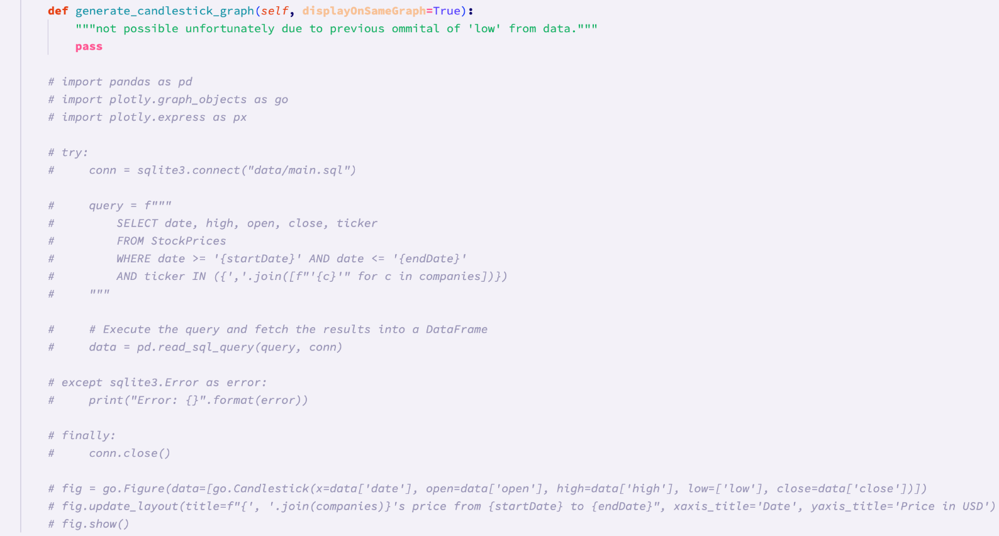 def generate_candlestick_graph(self, displayOnSameGraph=True):
    """not possible unfortunately due to previous ommital of 'low' from data."""
    pass
# import pandas as pd
# import plotly.graph_objects as go
# import plotly.express as px
# try:
#     conn = sqlite3.connect("data/main.sql")
#     query = f"""
#         SELECT date, high, open, close, ticker
#         FROM StockPrices
#         WHERE date >= '{startDate}' AND date <= '{endDate}'
#         AND ticker IN ({','.join([f"'{c}'" for c in companies])})
#     """
#     # Execute the query and fetch the results into a DataFrame
#     data = pd.read_sql_query(query, conn)
# except sqlite3.Error as error:
#     print("Error: {}".format(error))
# finally:
#     conn.close()
# fig = go.Figure(data=[go.Candlestick(x=data['date'], open=data['open'], high=data['high'], low=['low'], close=data['close'])])
# fig.update_layout(title=f"{', '.join(companies)}'s price from {startDate} to {endDate}", xaxis_title='Date', yaxis_title='Price in USD')
# fig.show()